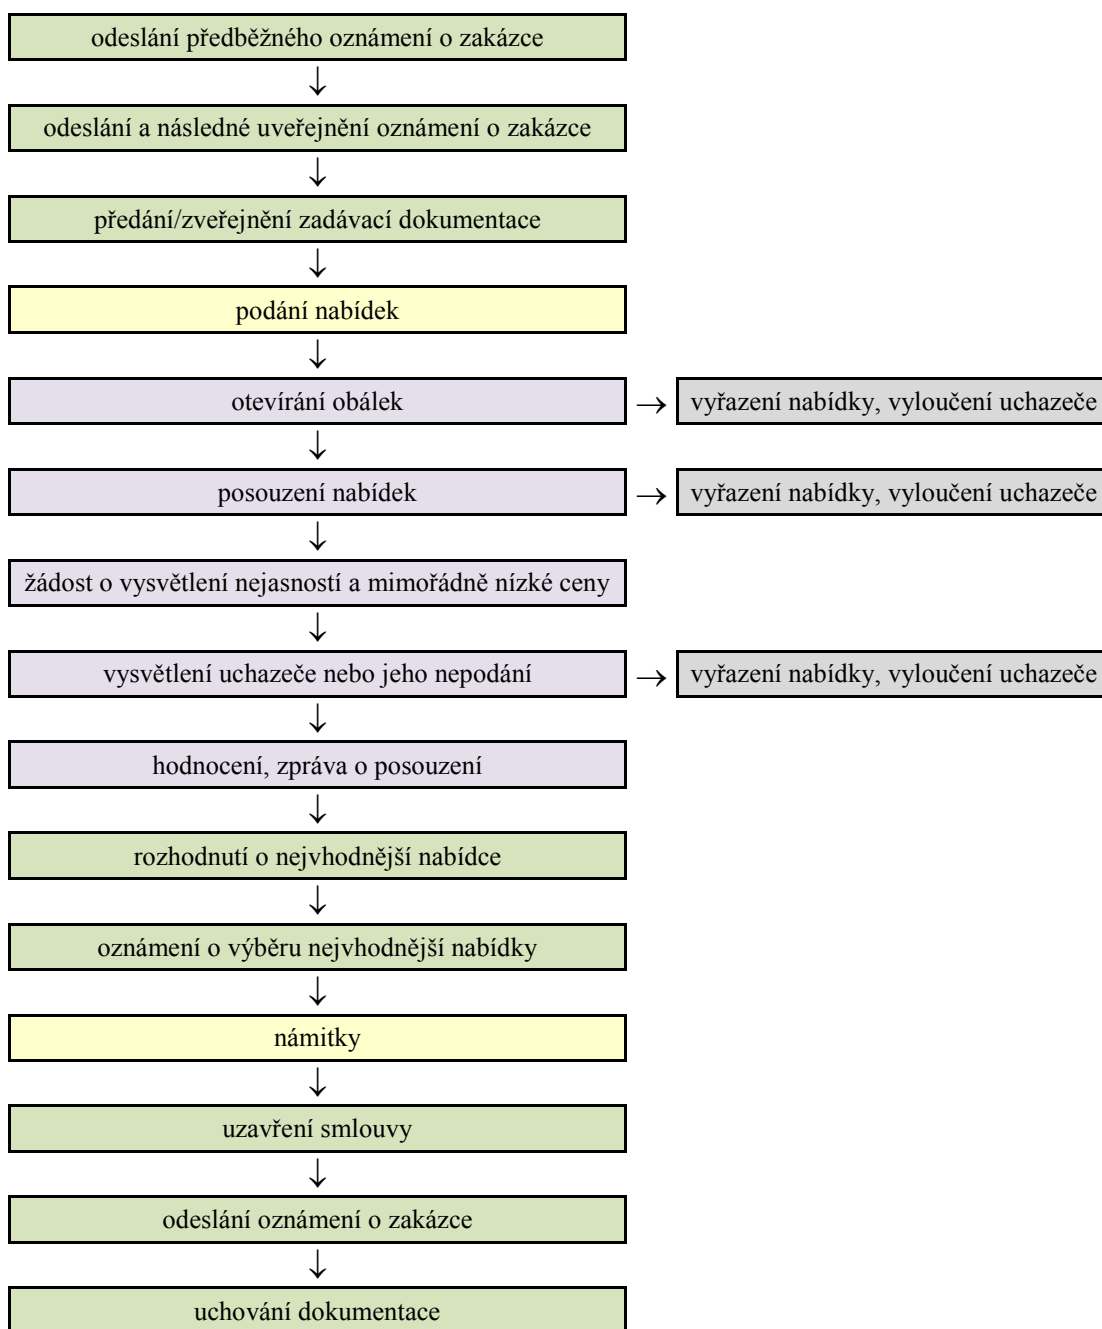 odeslání předběžného oznámení o zakázce
odeslání a následné uveřejnění oznámení o zakázce
předání/zveřejnění zadávací dokumentace
podání nabídek
otevírání obálek
vyřazení nabídky, vyloučení uchazeče
posouzení nabídek
vyřazení nabídky, vyloučení uchazeče
žádost o vysvětlení nejasností a mimořádně nízké ceny
vysvětlení uchazeče nebo jeho nepodání
vyřazení nabídky, vyloučení uchazeče
hodnocení, zpráva o posouzení
rozhodnutí o nejvhodnější nabídce
oznámení o výběru nejvhodnější nabídky
námitky
uzavření smlouvy
odeslání oznámení o zakázce
uchování dokumentace